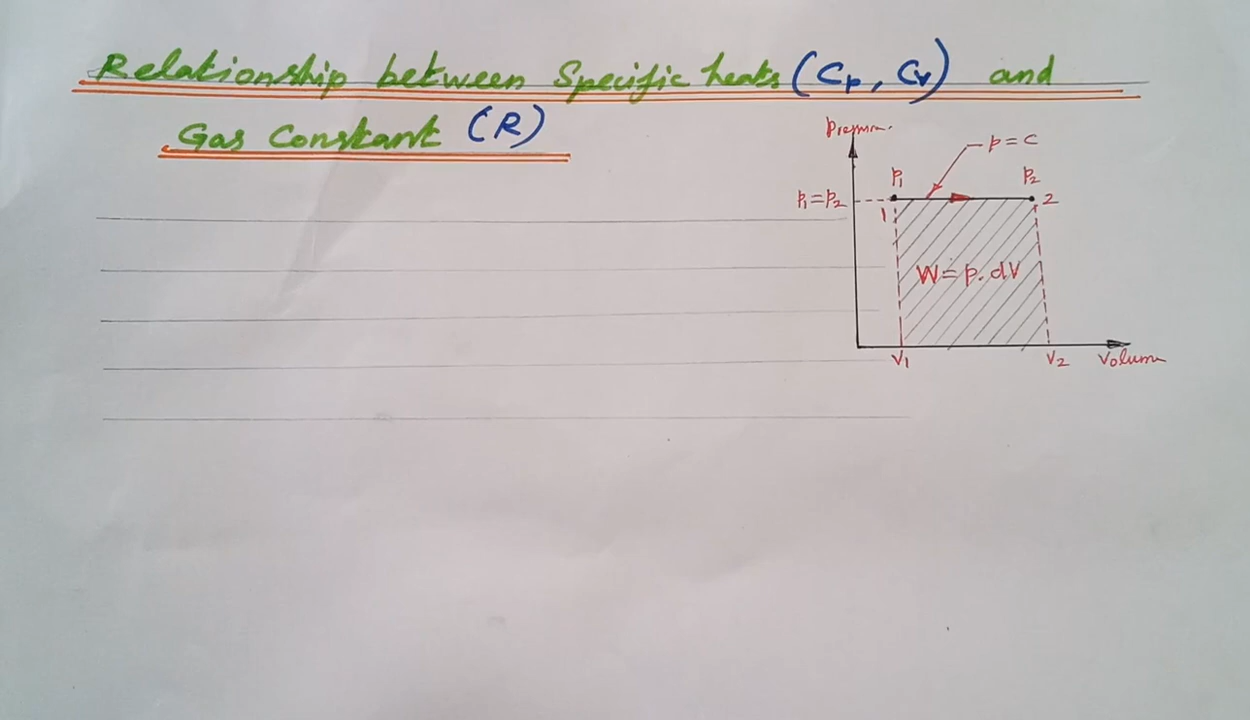 Relationship between Specific heats (Cp, Cv) and
Gas Constant (R)
Pressure
p=c
P1
P2
P1=P2
1
2
W=p.dV
V1
V2
Volume